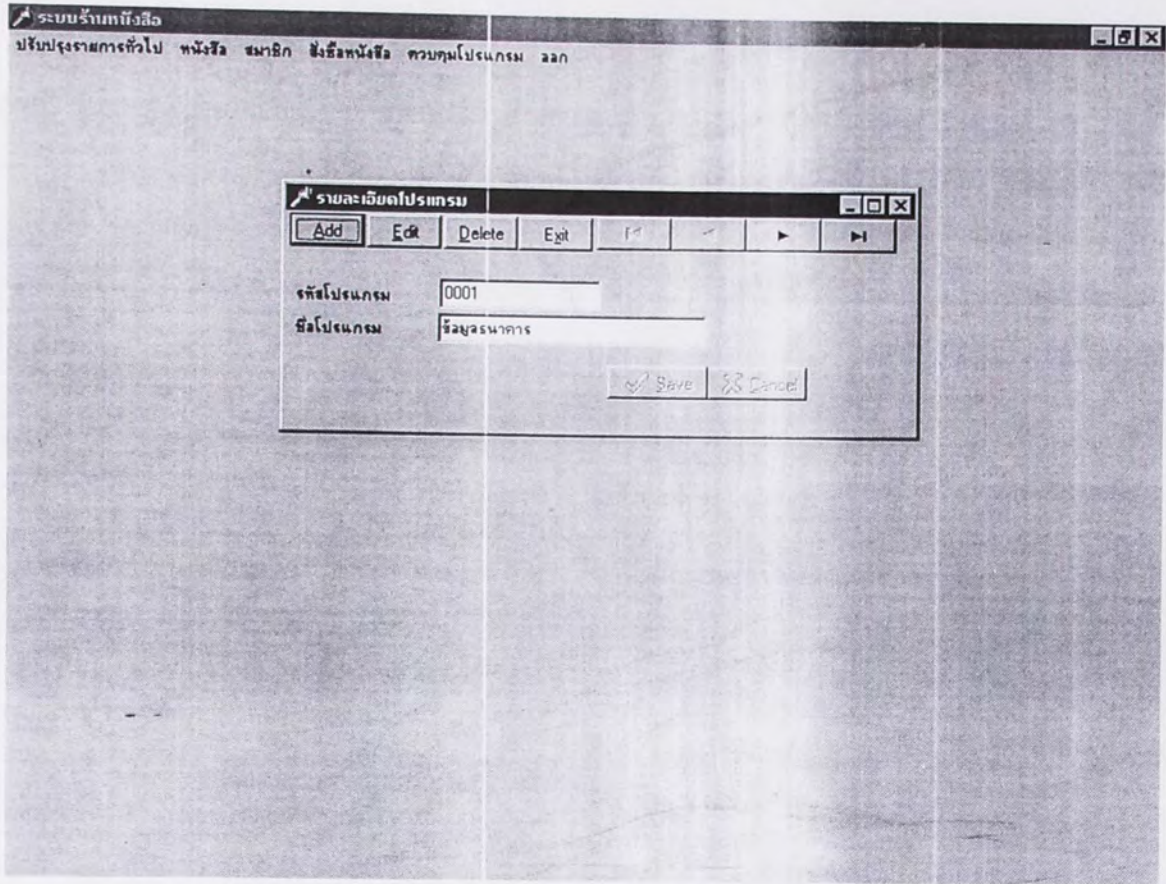 ระบบร้านหนังสือ
ปรับปรุงรายการทั่วไป หนังสือ สมาชิก สั่งซื้อหนังสือ ควบคุมโปรแกรม ออก
รายละเอียดโปรแกรม
Add Edit Delete Exit
รหัสโปรแกรม 0001
ชื่อโปรแกรม ข้อมูลธนาคาร
Save Cancel